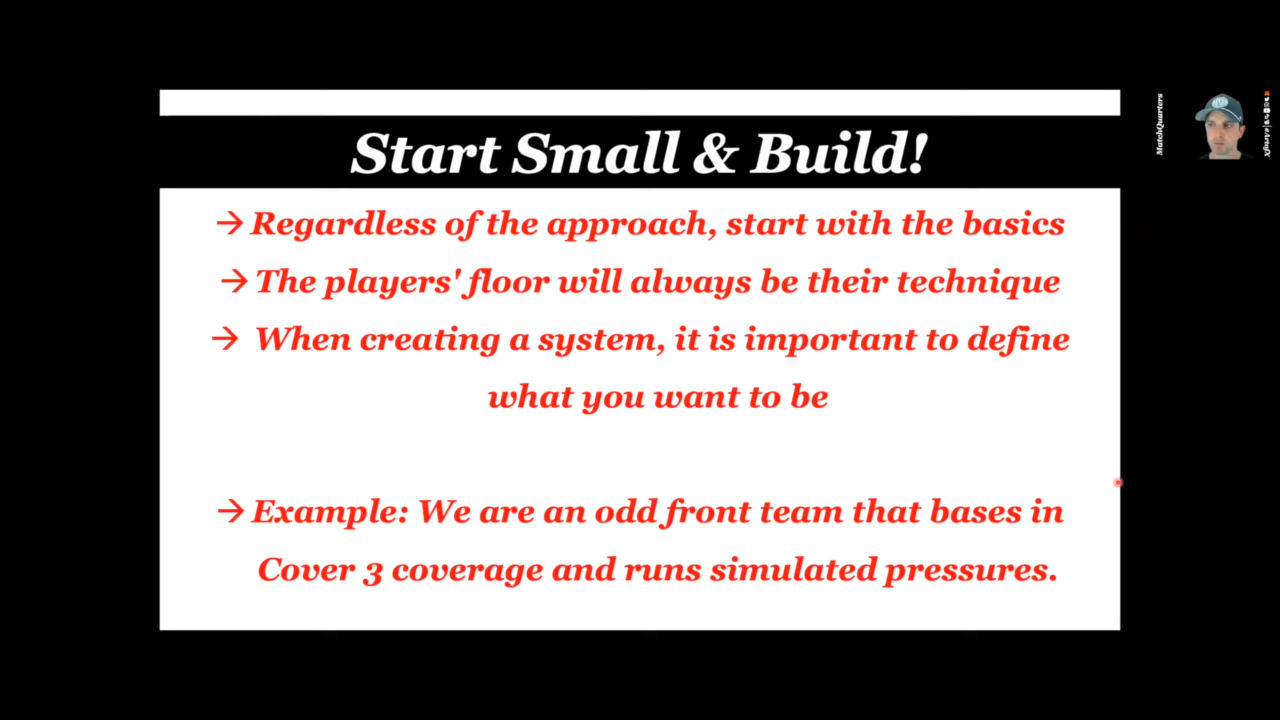 Start Small & Build!
→ Regardless of the approach, start with the basics
→ The players' floor will always be their technique
→ When creating a system, it is important to define
what you want to be
→ Example: We are an odd front team that bases in
Cover 3 coverage and runs simulated pressures.
MatchQuarters